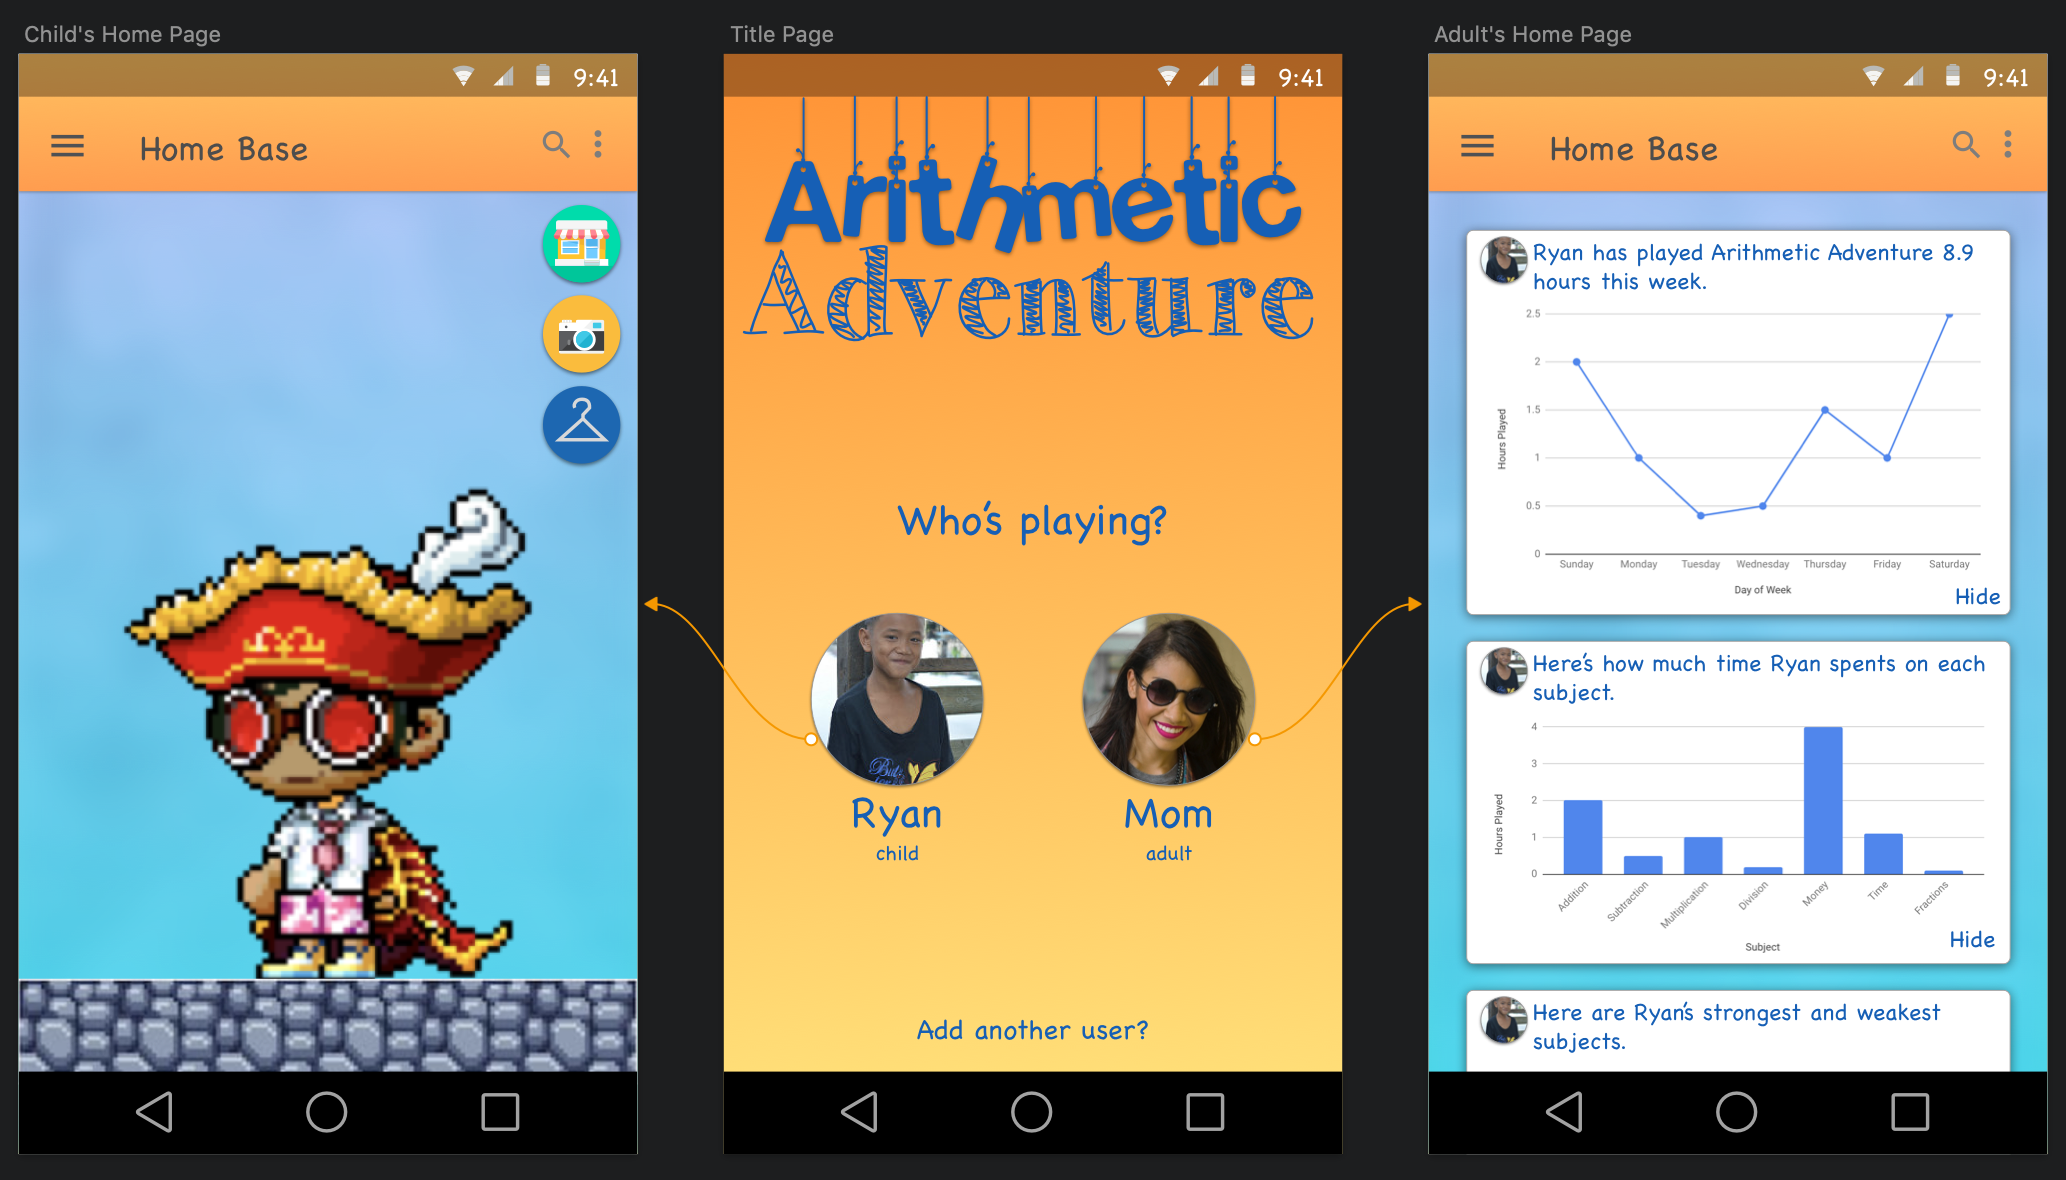 Child's Home Page
9:41
Home Base
Title Page
9:41
Arithmetic
Adventure
Who's playing?
Ryan
child
Mom
adult
Add another user?
Adult's Home Page
9:41
Home Base
Ryan has played Arithmetic Adventure 8.9
hours this week.
2.5
2
1.5
1
0.5
0
Hours Played
Sunday Monday Tuesday Wednesday Thursday Friday Saturday
Day of Week
Hide
Here's how much time Ryan spents on each
subject.
4
3
2
1
0
Hours Played
Addition Subtraction Multiplication Division Money Time Fractions
Subject
Hide
Here are Ryan's strongest and weakest
subjects.